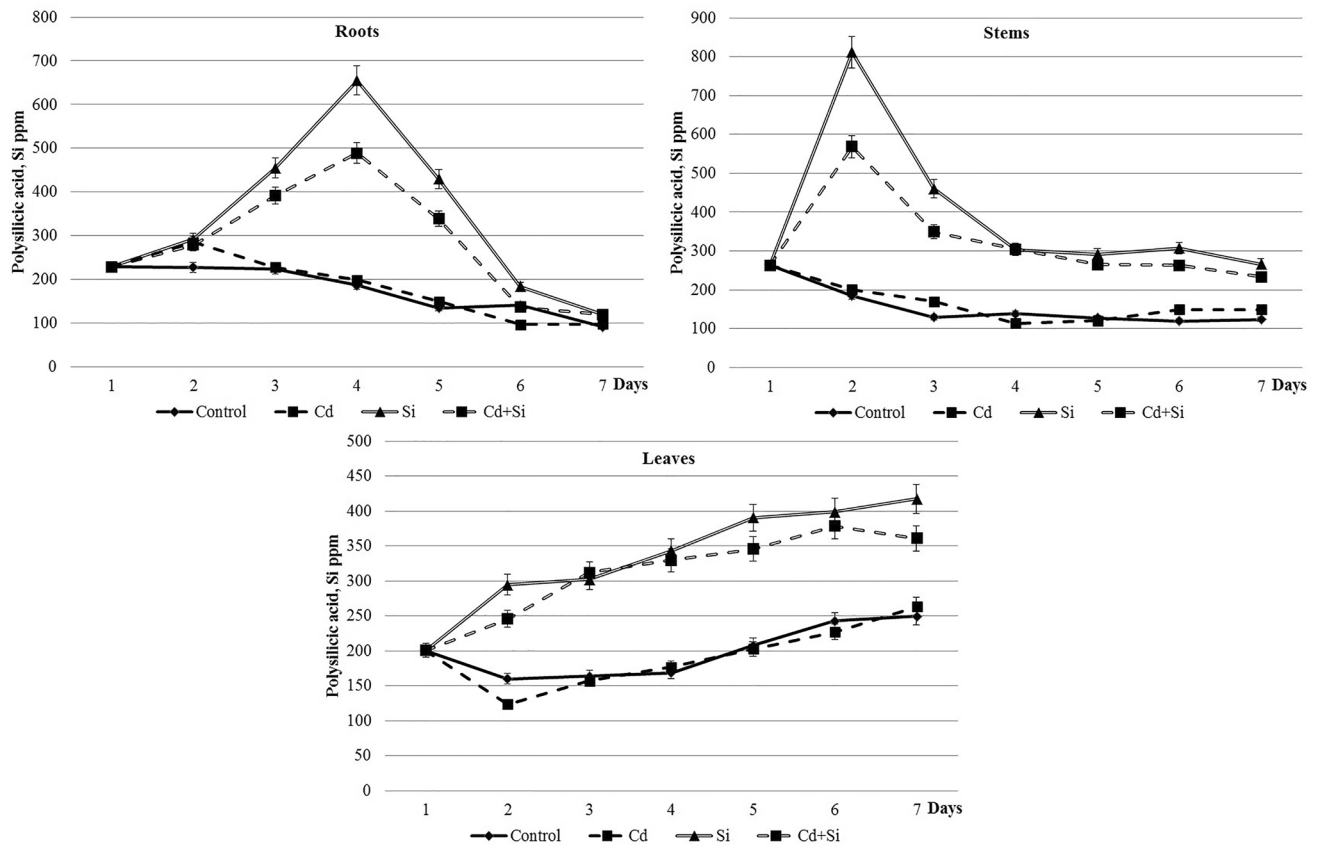 Roots
Polysilicic acid, Si ppm
800
700
600
500
400
300
200
100
0
1 2 3 4 5 6 7 Days
Control Cd Si Cd+Si
Stems
Polysilicic acid, Si ppm
900
800
700
600
500
400
300
200
100
0
1 2 3 4 5 6 7 Days
Control Cd Si Cd+Si
Leaves
Polysilicic acid, Si ppm
500
450
400
350
300
250
200
150
100
50
0
1 2 3 4 5 6 7 Days
Control Cd Si Cd+Si